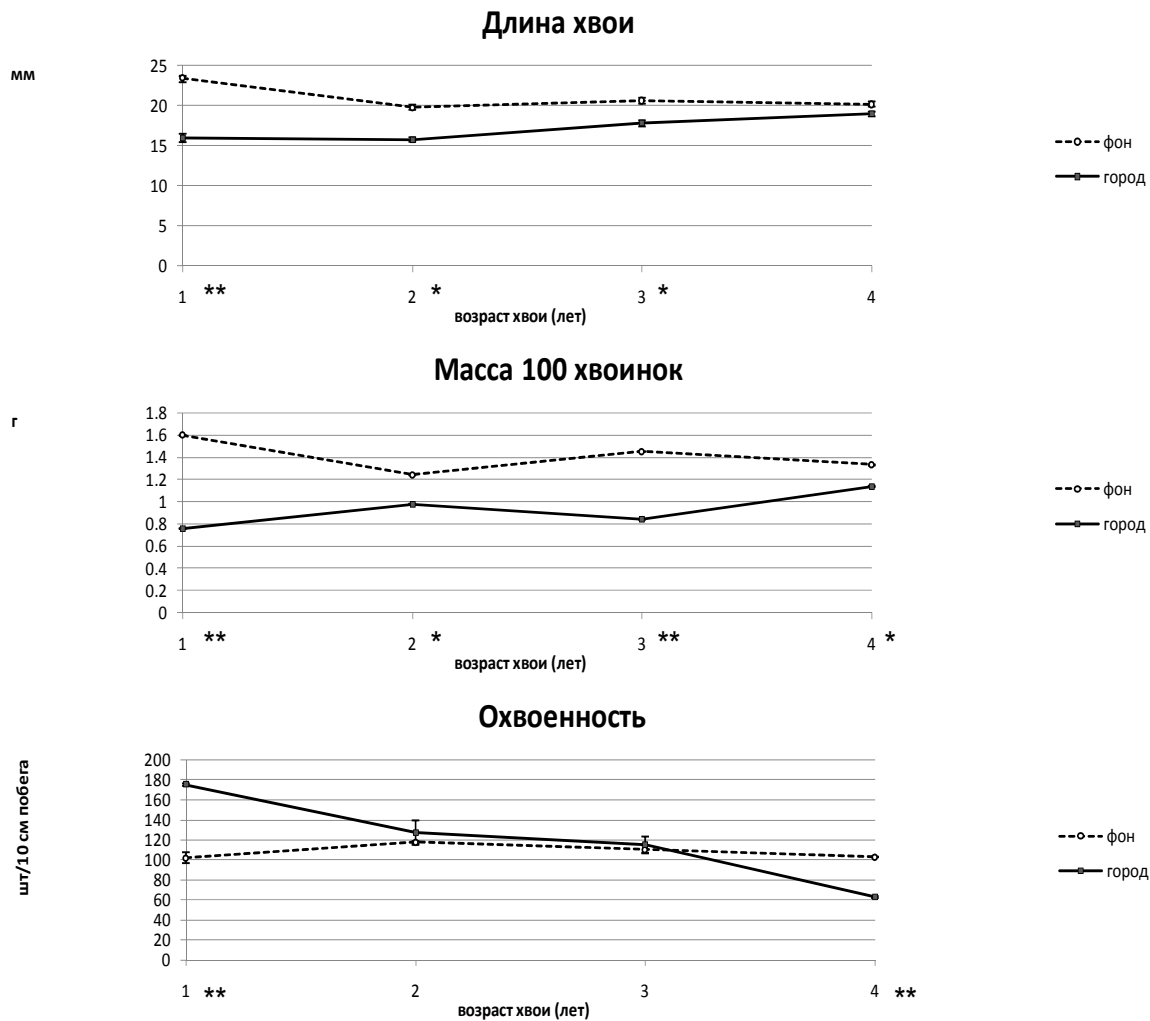 Длина хвои
мм
25
20
15
10
5
0
1 ** 2 * 3 * 4
возраст хвои (лет)
фон
город
Масса 100 хвоинок
г
1.8
1.6
1.4
1.2
1
0.8
0.6
0.4
0.2
0
1 ** 2 * 3 ** 4 *
возраст хвои (лет)
фон
город
Охвоенность
шт/10 см побега
200
180
160
140
120
100
80
60
40
20
0
1 ** 2 3 4 **
возраст хвои (лет)
фон
город